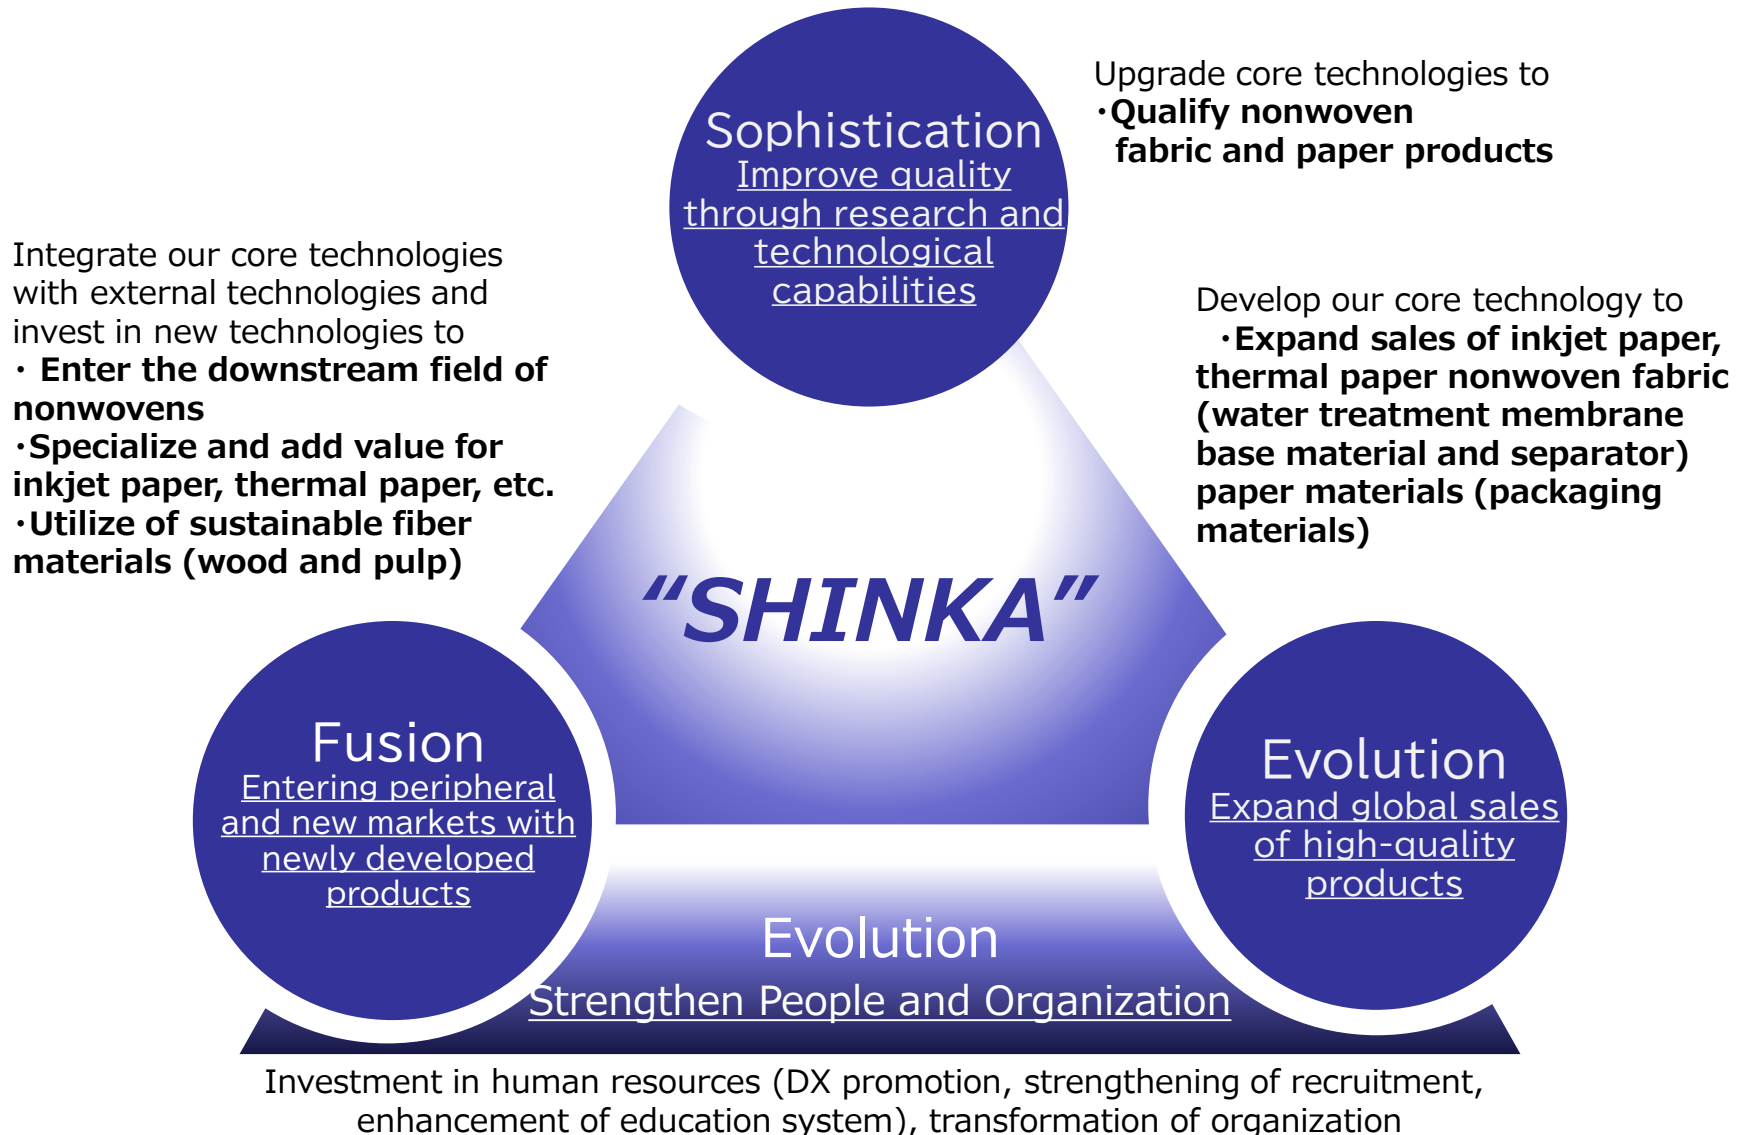 Sophistication
Improve quality
through research and
technological
capabilities
Upgrade core technologies to
・Qualify nonwoven
fabric and paper products
Integrate our core technologies
with external technologies and
invest in new technologies to
・ Enter the downstream field of
nonwovens
・Specialize and add value for
inkjet paper, thermal paper, etc.
・Utilize of sustainable fiber
materials (wood and pulp)
Develop our core technology to
・Expand sales of inkjet paper,
thermal paper nonwoven fabric
(water treatment membrane
base material and separator)
paper materials (packaging
materials)
“SHINKA”
Fusion
Entering peripheral
and new markets with
newly developed
products
Evolution
Expand global sales
of high-quality
products
Evolution
Strengthen People and Organization
Investment in human resources (DX promotion, strengthening of recruitment,
enhancement of education system), transformation of organization